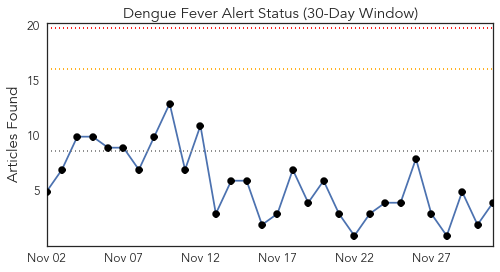 Dengue Fever Alert Status (30-Day Window)
20
15
10
5
Articles Found
Nov 02 Nov 07 Nov 12 Nov 17 Nov 22 Nov 27